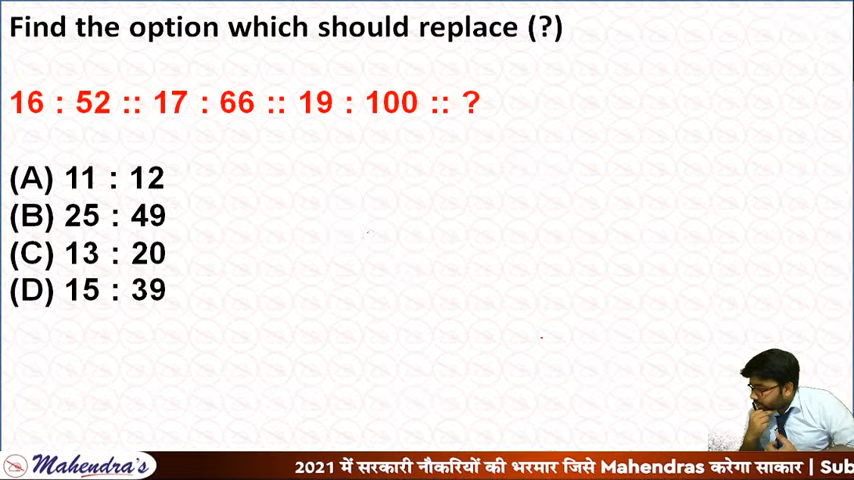 Find the option which should replace (?)
16 : 52 :: 17 : 66 :: 19 : 100 :: ?
(A) 11 : 12
(B) 25 : 49
(C) 13 : 20
(D) 15 : 39
Mahendra's
2021 में सरकारी नौकरियों की भरमार जिसे Mahendras करेगा साकार | Sub